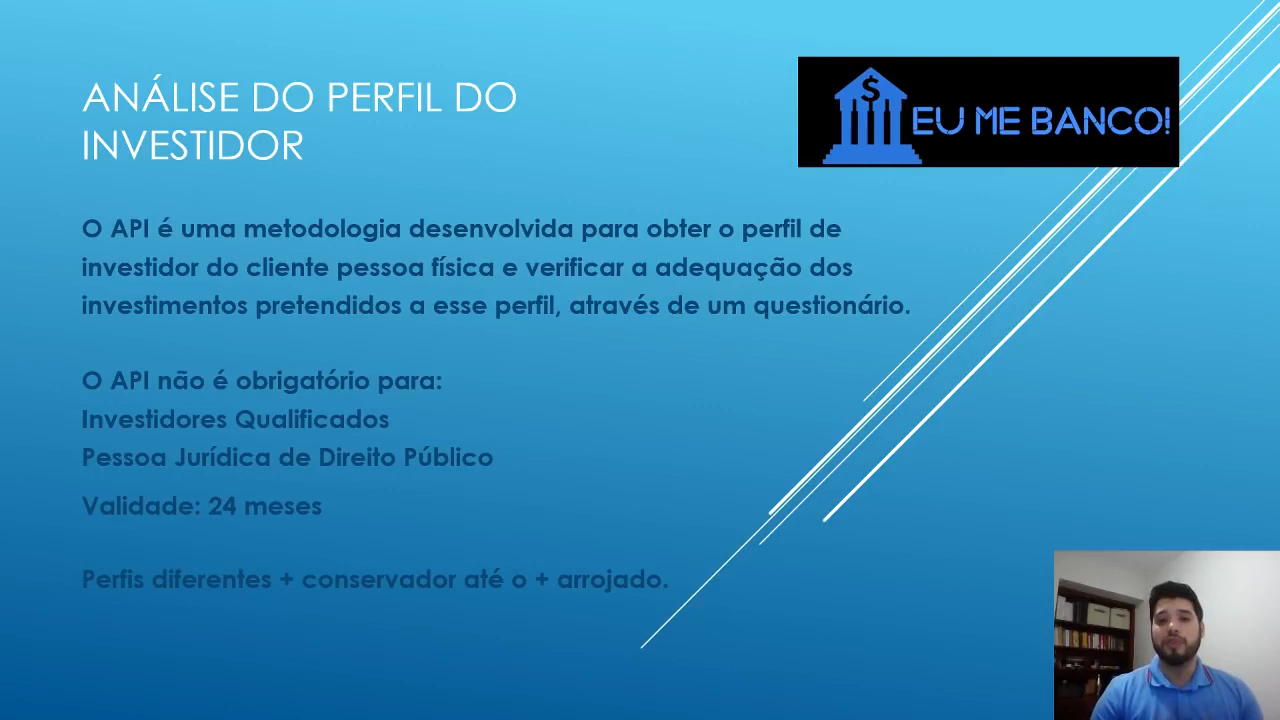 ANÁLISE DO PERFIL DO
INVESTIDOR
$ EU ME BANCO!
O API é uma metodologia desenvolvida para obter o perfil de
investidor do cliente pessoa física e verificar a adequação dos
investimentos pretendidos a esse perfil, através de um questionário.
O API não é obrigatório para:
Investidores Qualificados
Pessoa Jurídica de Direito Público
Validade: 24 meses
Perfis diferentes + conservador até o + arrojado.